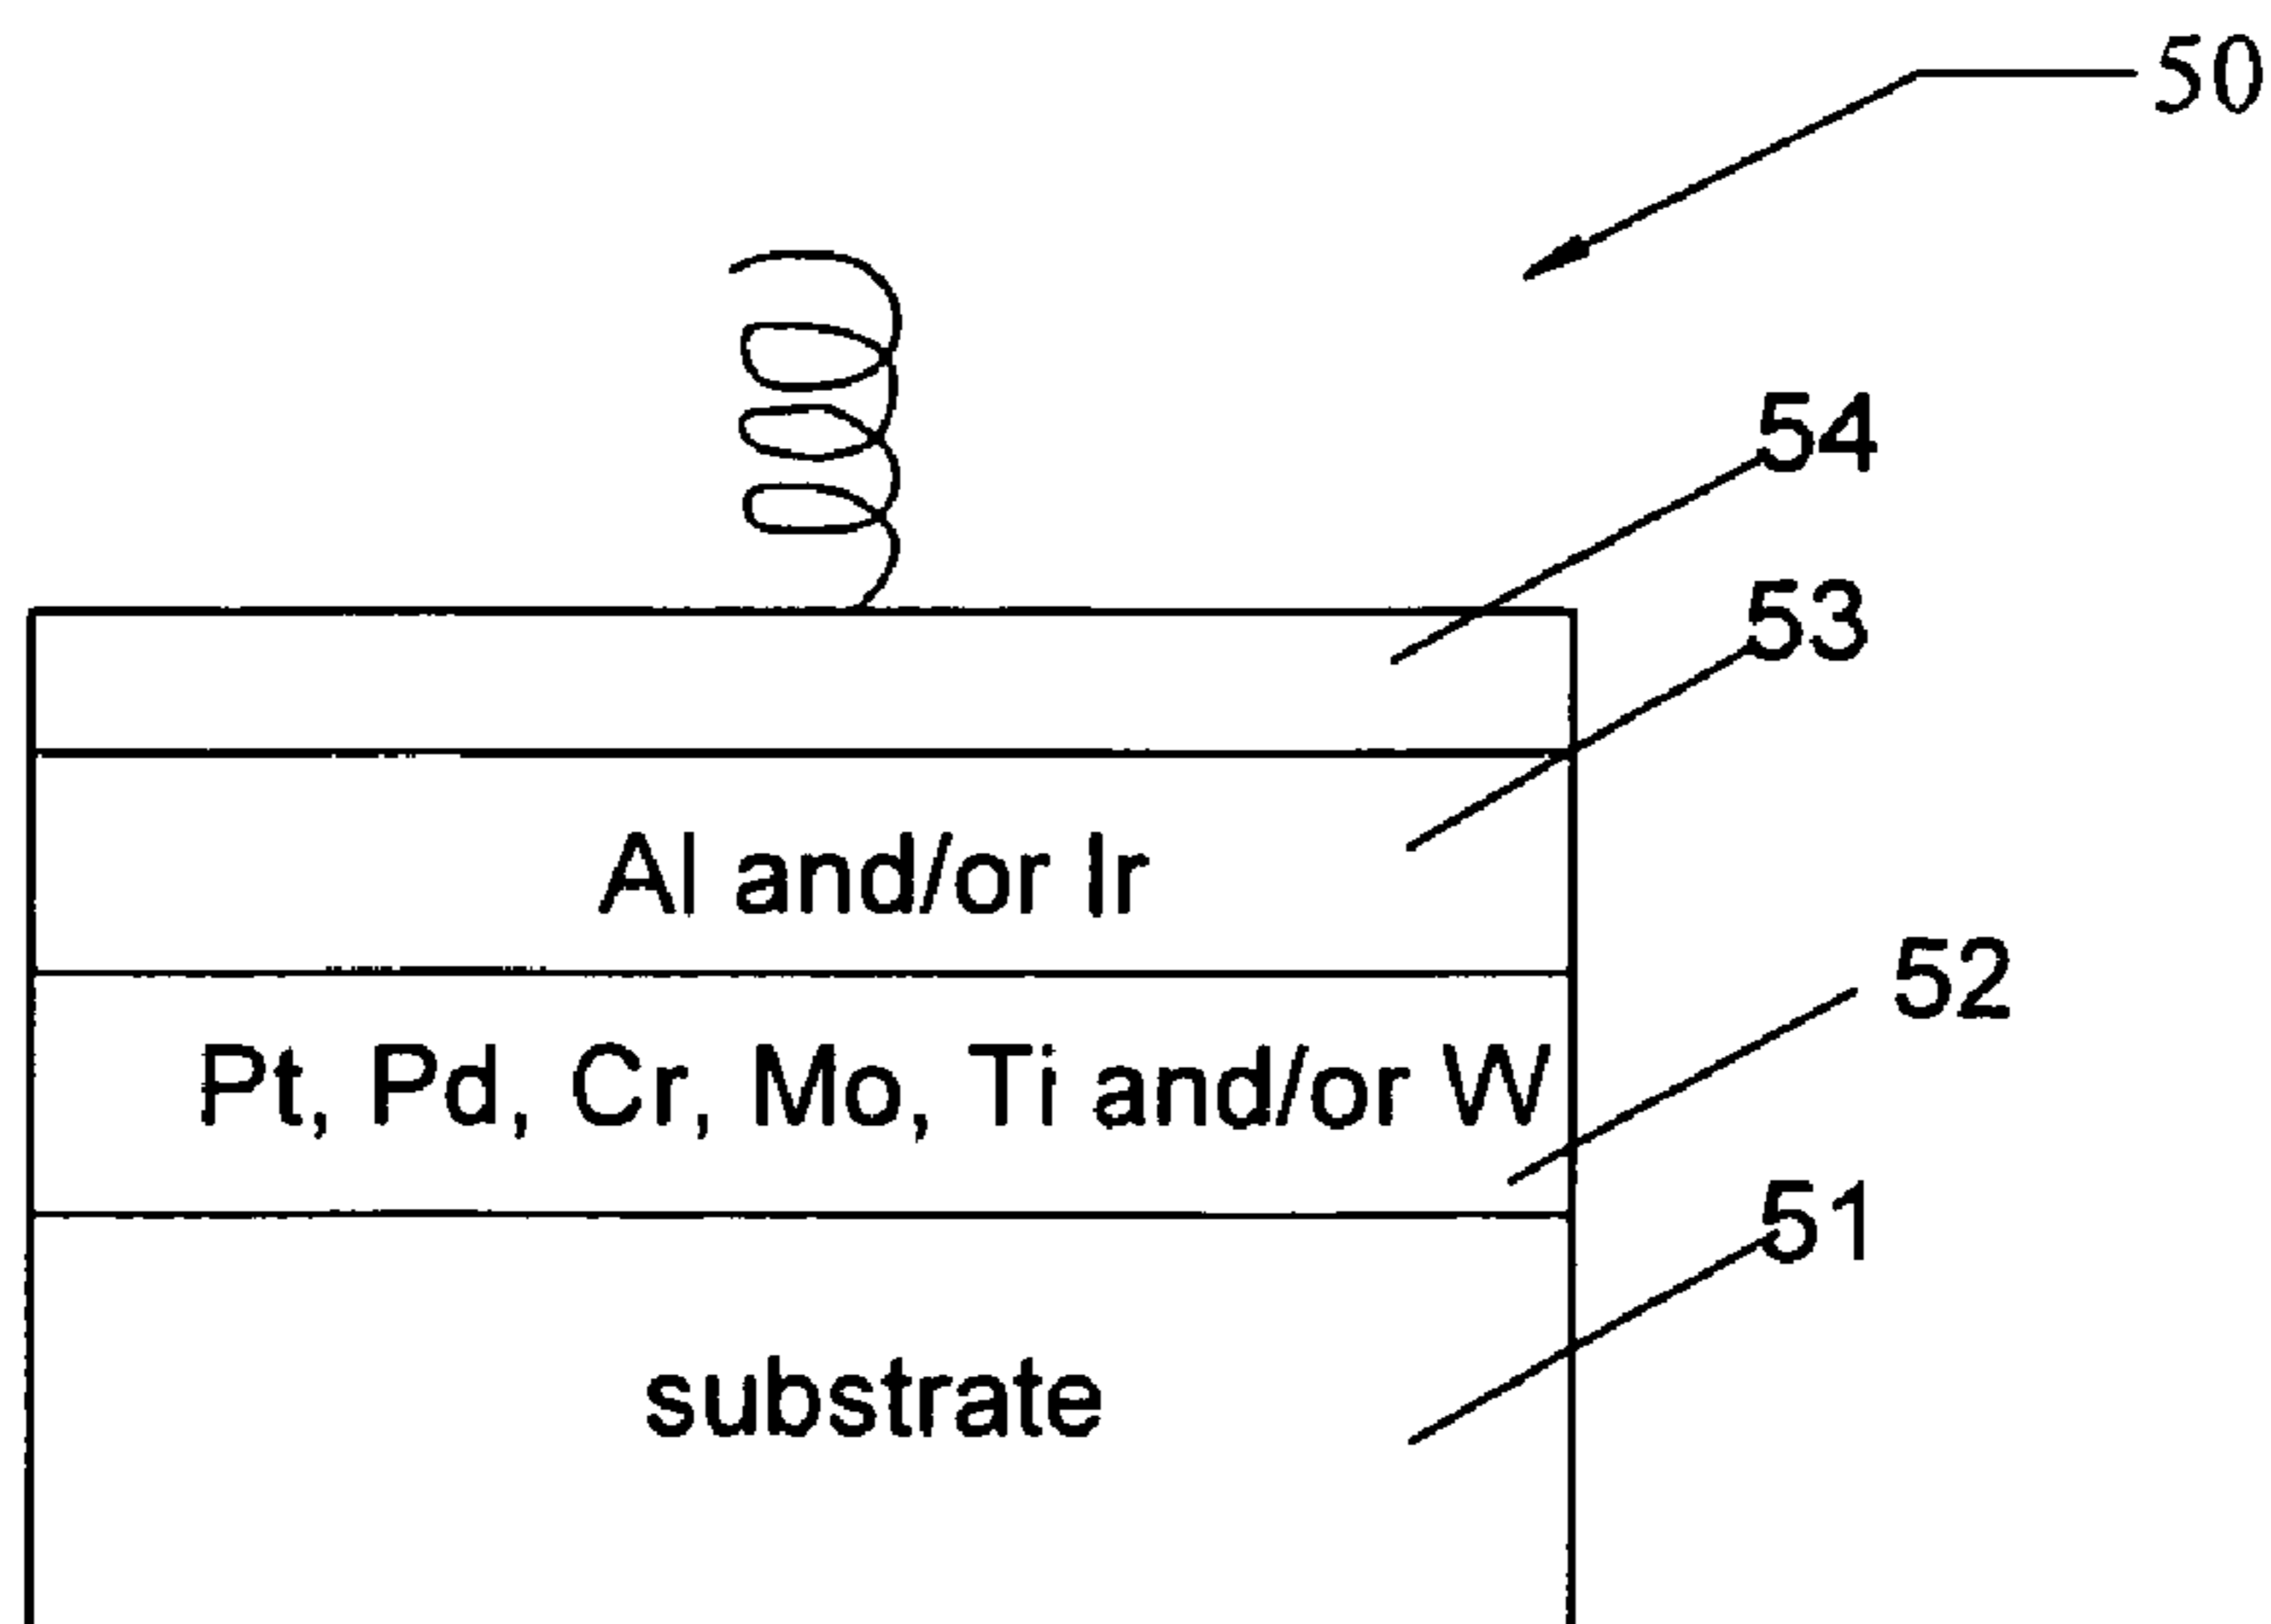 50
54
53
Al and/or Ir
52
Pt, Pd, Cr, Mo, Ti and/or W
51
substrate